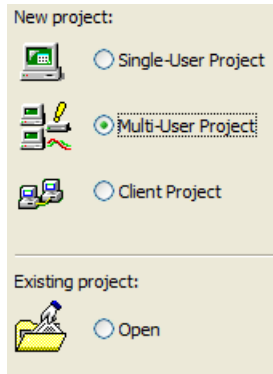 New project:
Single-User Project
Multi-User Project
Client Project
Existing project:
Open